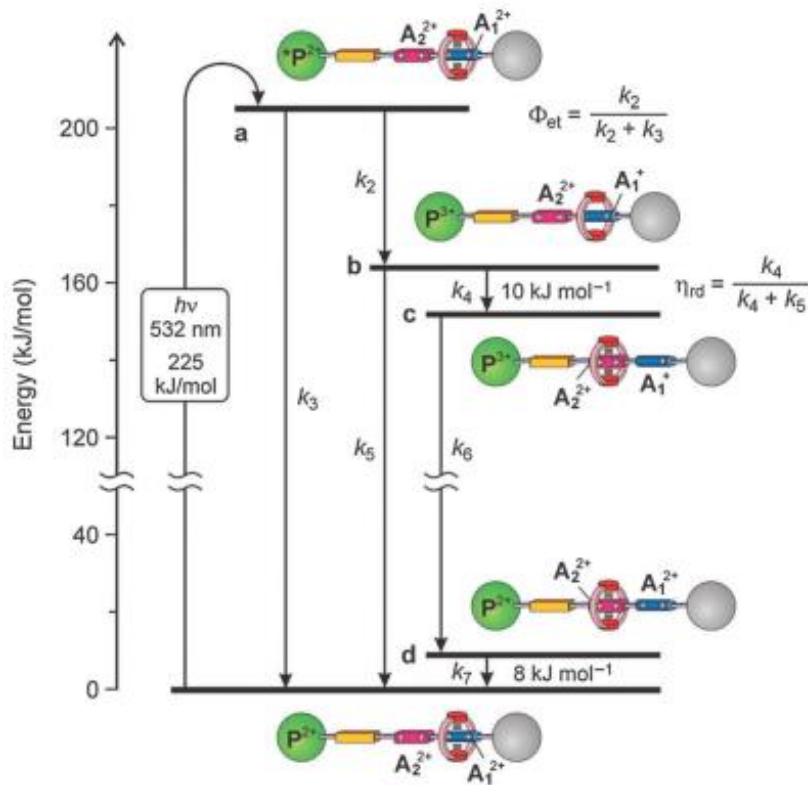 *P²⁺
A₂²⁺
A₁²⁺
a
200
Φet = k₂ / k₂ + k₃
k₂
P³⁺
A₂²⁺
A₁⁺
b
160
k₄
10 kJ mol⁻¹
ηrd = k₄ / k₄ + k₅
c
hν
532 nm
225
kJ/mol
P³⁺
A₂²⁺
A₁⁺
Energy (kJ/mol)
k₃
120
k₅
k₆
40
A₂²⁺
A₁²⁺
P²⁺
d
k₇
8 kJ mol⁻¹
0
P²⁺
A₂²⁺
A₁²⁺